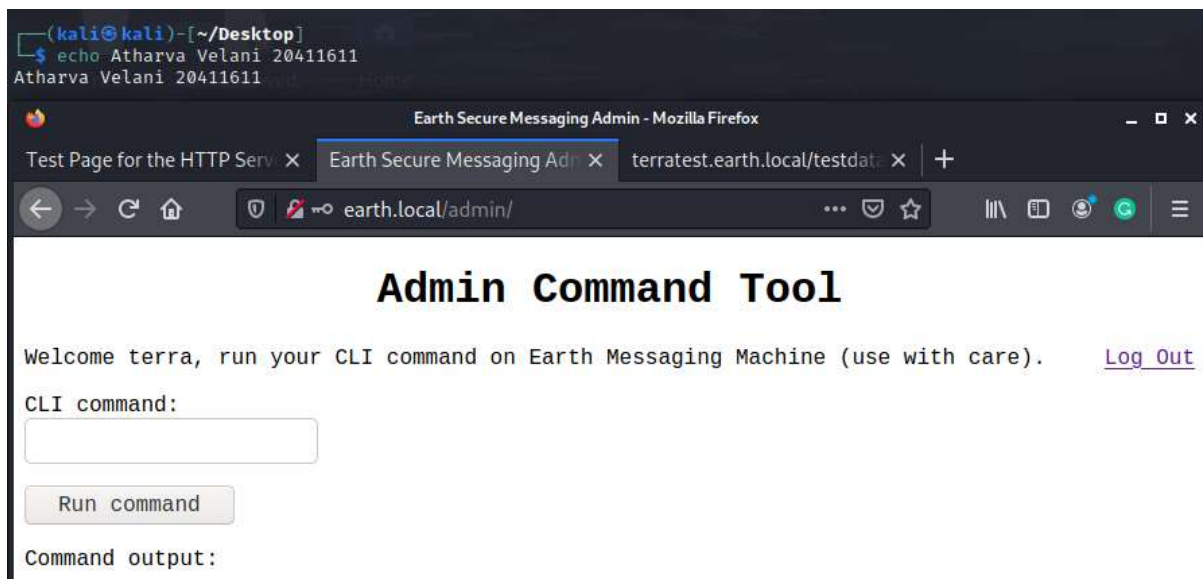 (kali㉿kali)-[~/Desktop]
$ echo Atharva Velani 20411611
Atharva Velani 20411611
Earth Secure Messaging Admin - Mozilla Firefox
Test Page for the HTTP Serv
Earth Secure Messaging Adn
terratest.earth.local/testdata
earth.local/admin/
Admin Command Tool
Welcome terra, run your CLI command on Earth Messaging Machine (use with care). Log Out
CLI command:
Run command
Command output: